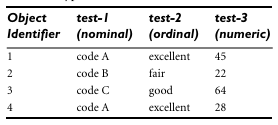 Object Identifier test-1 (nominal) test-2 (ordinal) test-3 (numeric)
1 code A excellent 45
2 code B fair 22
3 code C good 64
4 code A excellent 28